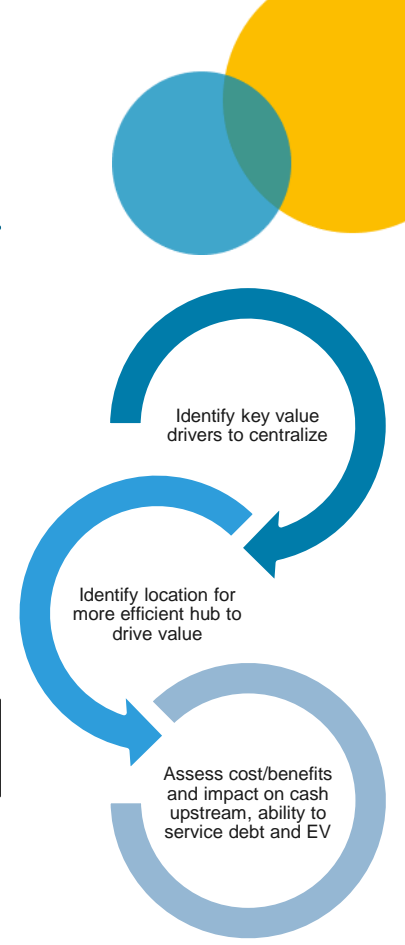 Identify key value
drivers to centralize
Identify location for
more efficient hub to
drive value
Assess cost/benefits
and impact on cash
upstream, ability to
service debt and EV